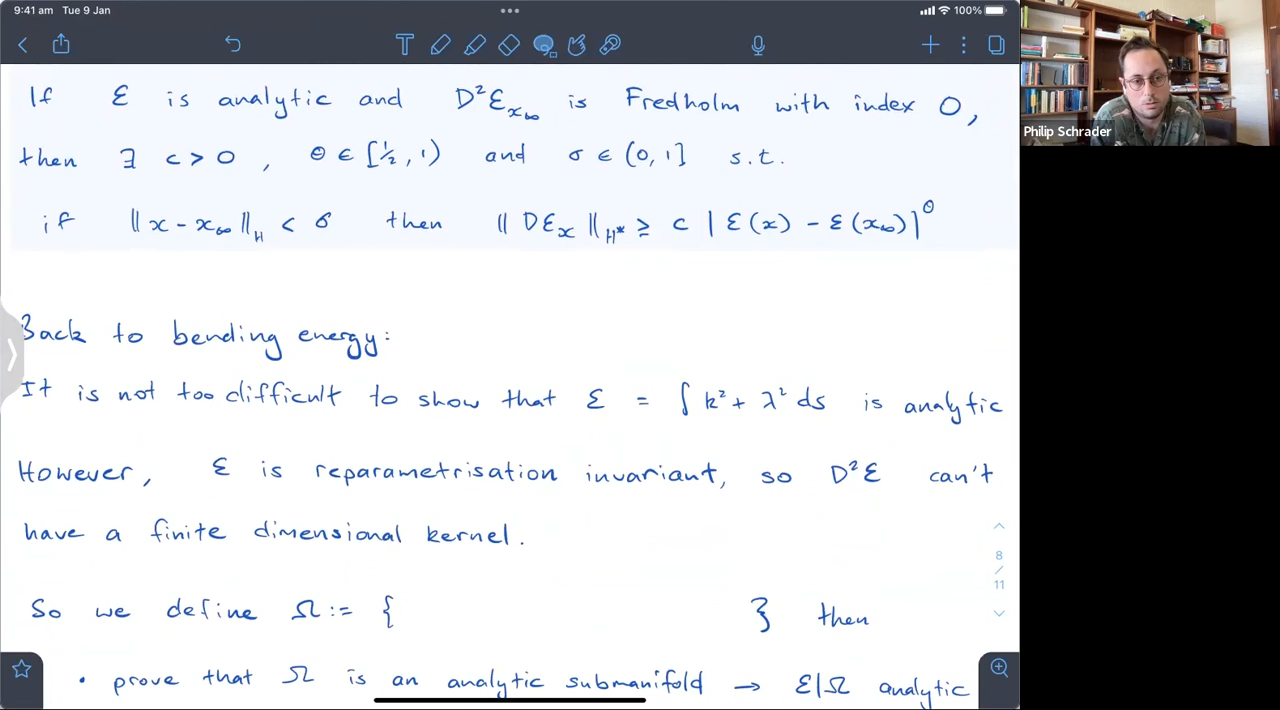 9:41 am Tue 9 Jan
100%
If ℰ is analytic and D²ℰ_{x_∞} is Fredholm with index 0,
then ∃ c > 0 , θ ∈ [½, 1) and σ ∈ (0, 1] s.t.
if ‖x - x_∞‖_H < σ then ‖ Dℰ_x ‖_{H*} ≥ c | ℰ(x) - ℰ(x_∞)|^θ
Back to bending energy:
It is not too difficult to show that ℰ = ∫ k² + λ² ds is analytic
However, ℰ is reparametrisation invariant, so D²ℰ can't
have a finite dimensional kernel.
So we define Ω := { } then
• prove that Ω is an analytic submanifold → ℰ|Ω analytic
8
/
11
Philip Schrader